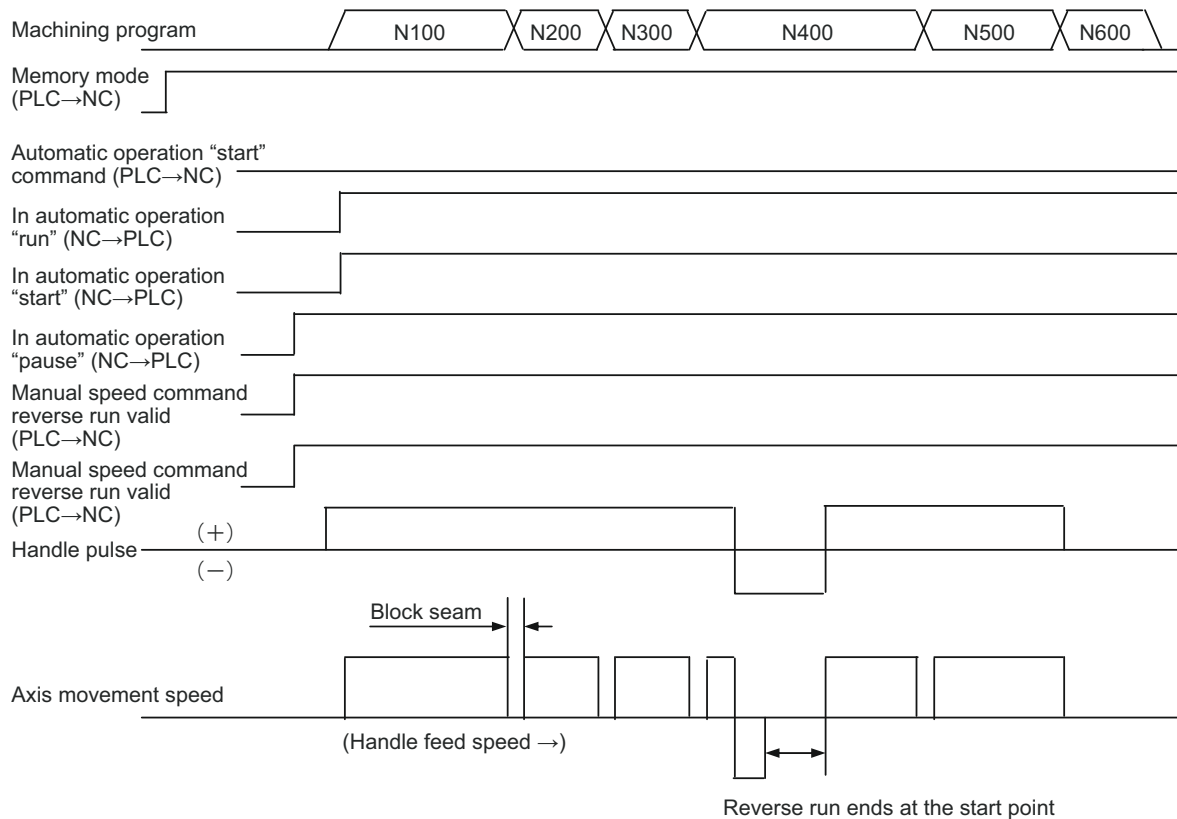 Machining program
N100
N200
N300
N400
N500
N600
Memory mode
(PLC→NC)
Automatic operation “start”
command (PLC→NC)
In automatic operation
“run” (NC→PLC)
In automatic operation
“start” (NC→PLC)
In automatic operation
“pause” (NC→PLC)
Manual speed command
reverse run valid
(PLC→NC)
Manual speed command
reverse run valid
(PLC→NC)
(+)
Handle pulse
(−)
Block seam
Axis movement speed
(Handle feed speed →)
Reverse run ends at the start point